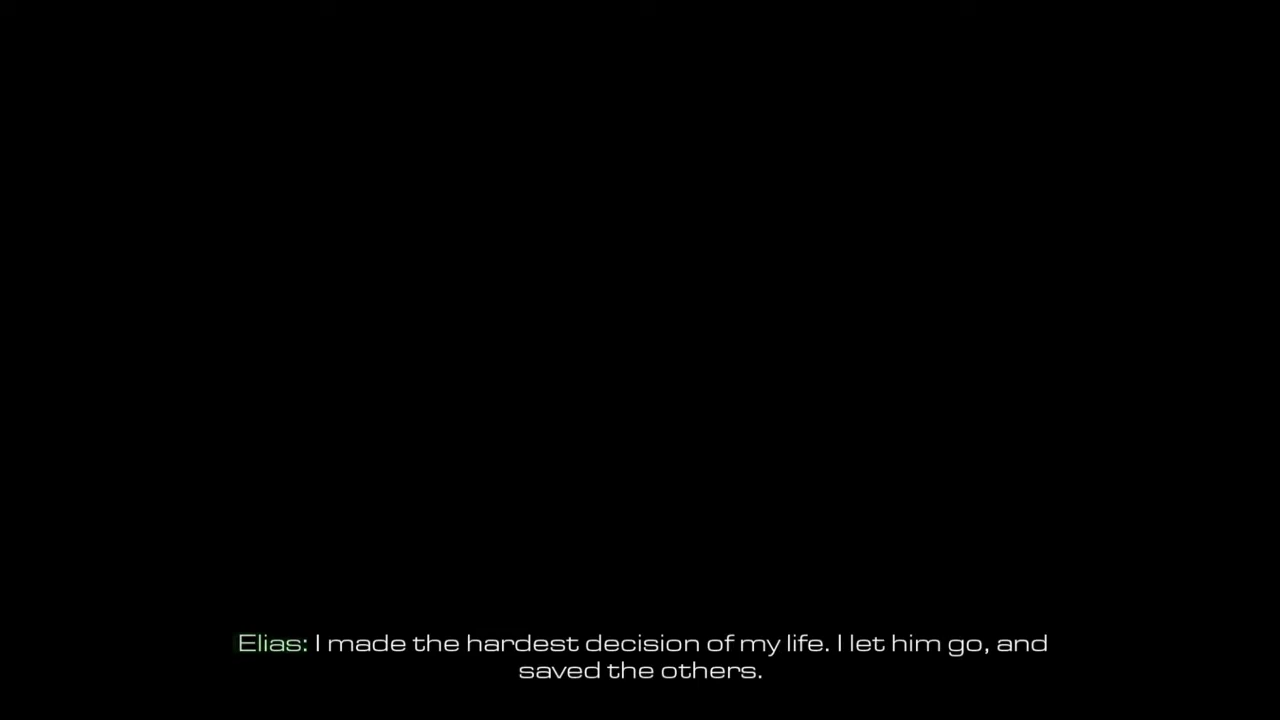 Elias: I made the hardest decision of my life. I let him go, and
saved the others.